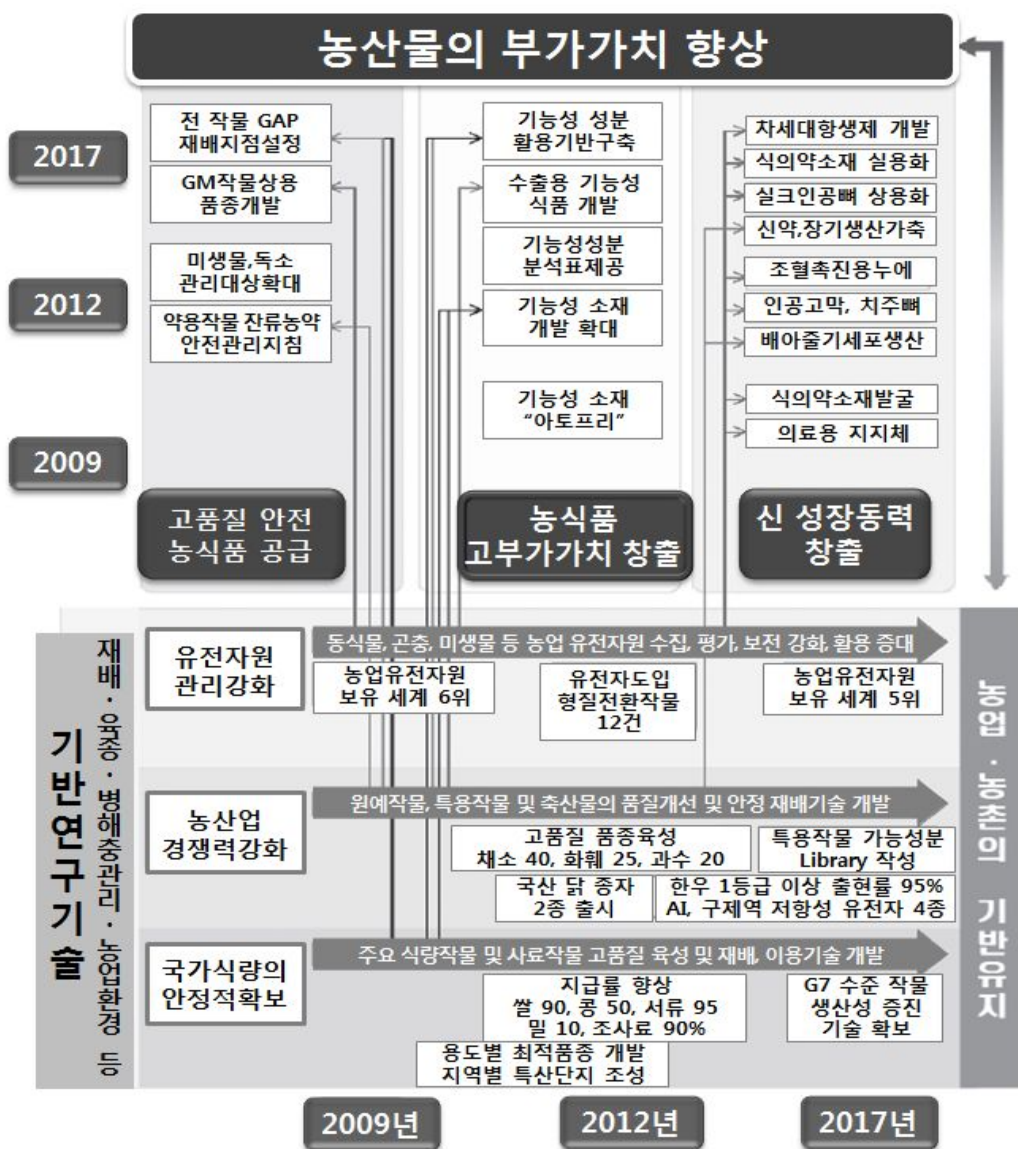 농산물의 부가가치 향상
2017
2012
2009
전 작물 GAP
재배지점설정
GM작물상용
품종개발
미생물,독소
관리대상확대
약용작물 잔류농약
안전관리지침
고품질 안전
농식품 공급
기능성 성분
활용기반구축
수출용 기능성
식품 개발
기능성성분
분석표제공
기능성 소재
개발 확대
기능성 소재
“아토프리”
농식품
고부가가치 창출
차세대항생제 개발
식의약소재 실용화
실크인공뼈 상용화
신약,장기생산가축
조혈촉진용누에
인공고막, 치주뼈
배아줄기세포생산
식의약소재발굴
의료용 지지체
신 성장동력
창출
기반연구기술
재배·육종·병해충관리·농업환경 등
유전자원
관리강화
동식물, 곤충, 미생물 등 농업 유전자원 수집, 평가, 보전 강화, 활용 증대
농업유전자원
보유 세계 6위
유전자도입
형질전환작물
12건
농업유전자원
보유 세계 5위
농산업
경쟁력강화
원예작물, 특용작물 및 축산물의 품질개선 및 안정 재배기술 개발
고품질 품종육성
채소 40, 화훼 25, 과수 20
특용작물 가능성분
Library 작성
국산 닭 종자
2종 출시
한우 1등급 이상 출현률 95%
AI, 구제역 저항성 유전자 4종
국가식량의
안정적확보
주요 식량작물 및 사료작물 고품질 육성 및 재배, 이용기술 개발
지급률 향상
쌀 90, 콩 50, 서류 95
밀 10, 조사료 90%
G7 수준 작물
생산성 증진
기술 확보
용도별 최적품종 개발
지역별 특산단지 조성
농업·농촌의 기반유지
2009년
2012년
2017년